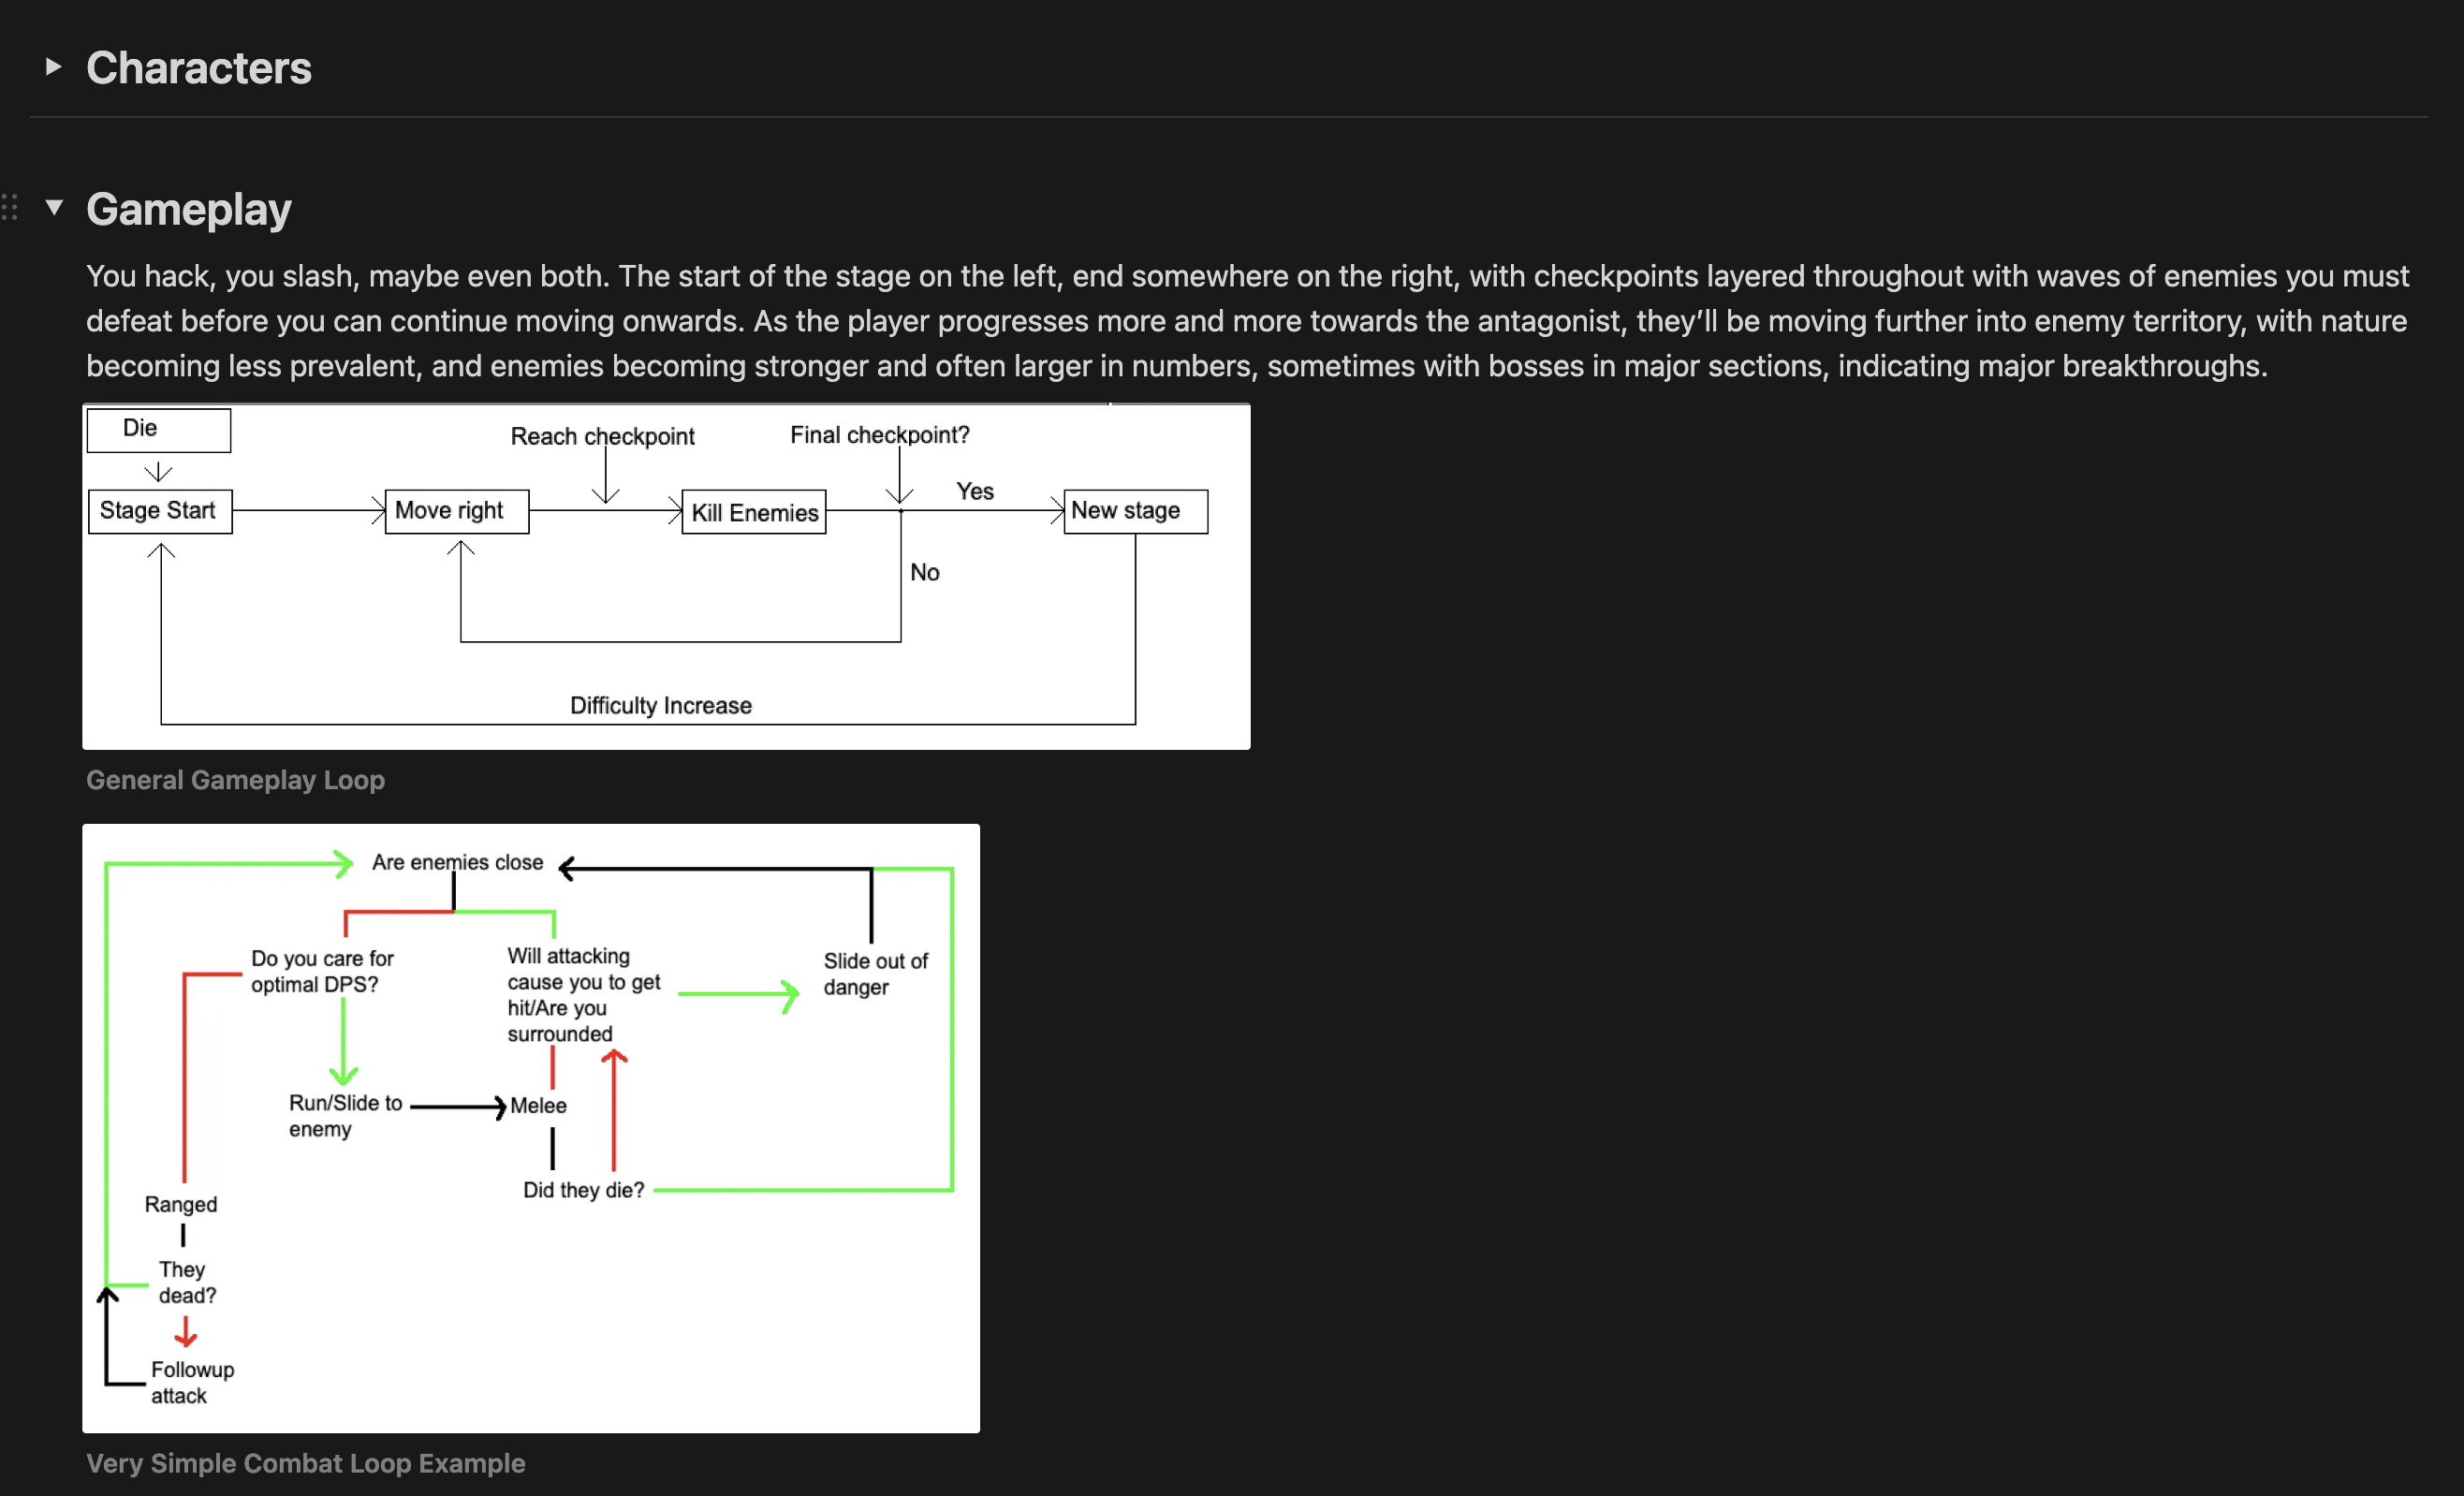 Characters
Gameplay
You hack, you slash, maybe even both. The start of the stage on the left, end somewhere on the right, with checkpoints layered throughout with waves of enemies you must
defeat before you can continue moving onwards. As the player progresses more and more towards the antagonist, they’ll be moving further into enemy territory, with nature
becoming less prevalent, and enemies becoming stronger and often larger in numbers, sometimes with bosses in major sections, indicating major breakthroughs.
Die
Reach checkpoint
Final checkpoint?
Stage Start
Move right
Kill Enemies
Yes
New stage
No
Difficulty Increase
General Gameplay Loop
Are enemies close
Do you care for
optimal DPS?
Will attacking
cause you to get
hit/Are you
surrounded
Slide out of
danger
Run/Slide to
enemy
Melee
Did they die?
Ranged
They
dead?
Followup
attack
Very Simple Combat Loop Example